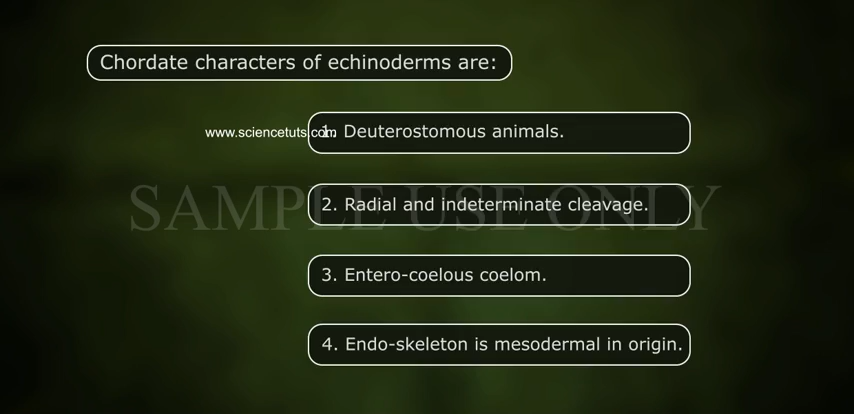 Chordate characters of echinoderms are:
www.sciencetuts.com
1. Deuterostomous animals.
SAMPLE USE ONLY
2. Radial and indeterminate cleavage.
3. Entero-coelous coelom.
4. Endo-skeleton is mesodermal in origin.